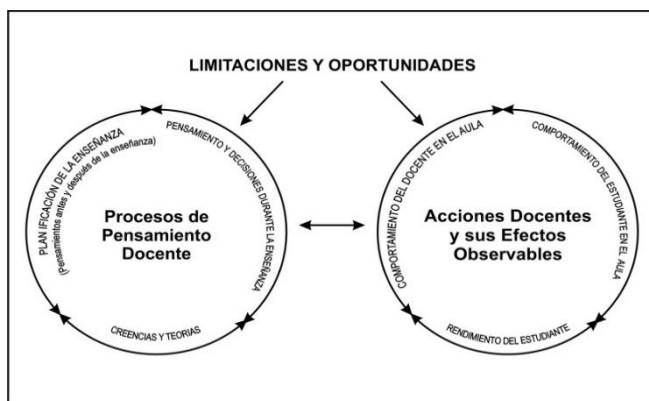 LIMITACIONES Y OPORTUNIDADES
PLAN IFICACIÓN DE LA ENSEÑANZA
(Pensamientos antes y después de la enseñanza)
PENSAMIENTO Y DECISIONES DURANTE LA ENSEÑANZA
Procesos de
Pensamiento
Docente
CREENCIAS Y TEORIAS
COMPORTAMIENTO DEL DOCENTE EN EL AULA
COMPORTAMIENTO DEL ESTUDIANTE EN EL AULA
Acciones Docentes
y sus Efectos
Observables
RENDIMIENTO DEL ESTUDIANTE